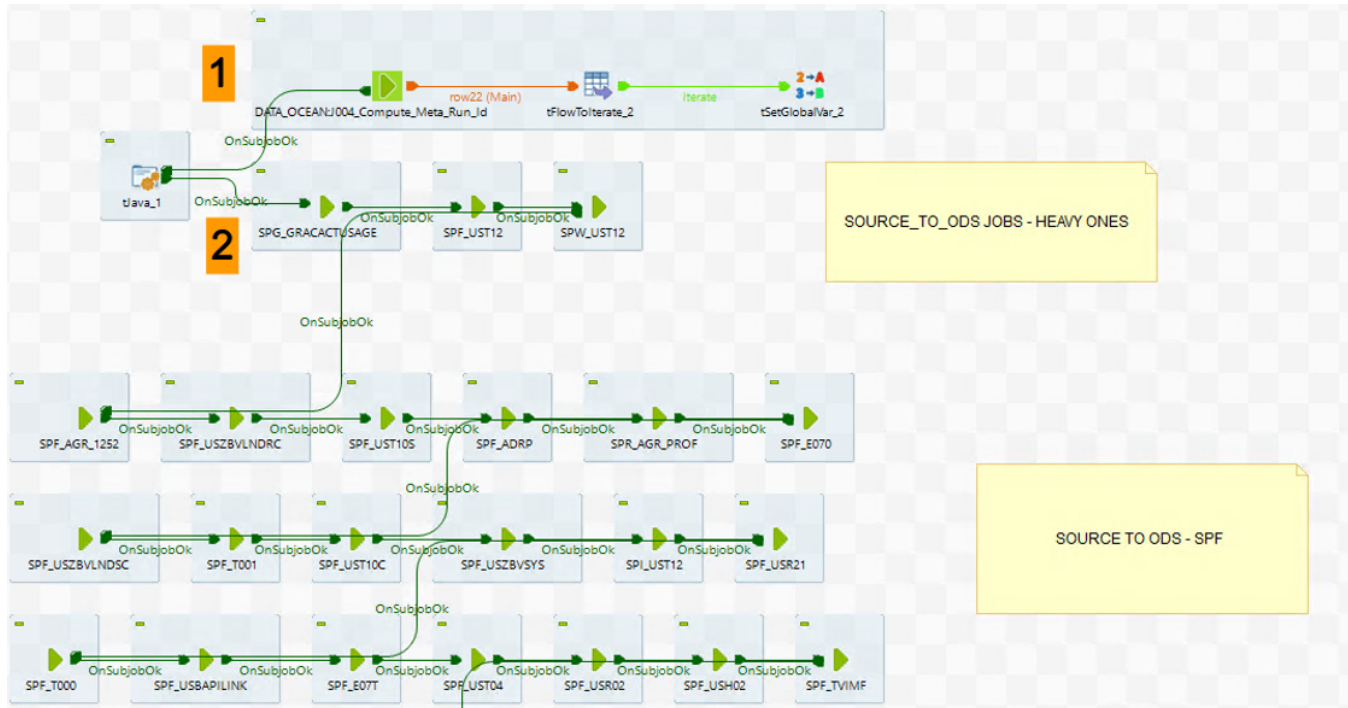 1
row22 (Main)
Iterate
DATA_OCEAN:J004_Compute_Meta_Run_Id
tFlowToIterate_2
tSetGlobalVar_2
OnSubjobOk
tJava_1
OnSubjobOk
2
OnSubjobOk
OnSubjobOk
SPG_GRACACTUSAGE
SPF_UST12
SPW_UST12
SOURCE_TO_ODS JOBS - HEAVY ONES
OnSubjobOk
OnSubjobOk
OnSubjobOk
OnSubjobOk
OnSubjobOk
OnSubjobOk
SPF_AGR_1252
SPF_USZBVLNDRC
SPF_UST10S
SPF_ADRP
SPR_AGR_PROF
SPF_E070
OnSubjobOk
OnSubjobOk
OnSubjobOk
OnSubjobOk
OnSubjobOk
OnSubjobOk
SPF_USZBVLNDSC
SPF_T001
SPF_UST10C
SPF_USZBVSYS
SPI_UST12
SPF_USR21
SOURCE TO ODS - SPF
OnSubjobOk
OnSubjobOk
OnSubjobOk
OnSubjobOk
OnSubjobOk
OnSubjobOk
OnSubjobOk
SPF_T000
SPF_USBAPILINK
SPF_E07T
SPF_UST04
SPF_USR02
SPF_USH02
SPF_TVIMF